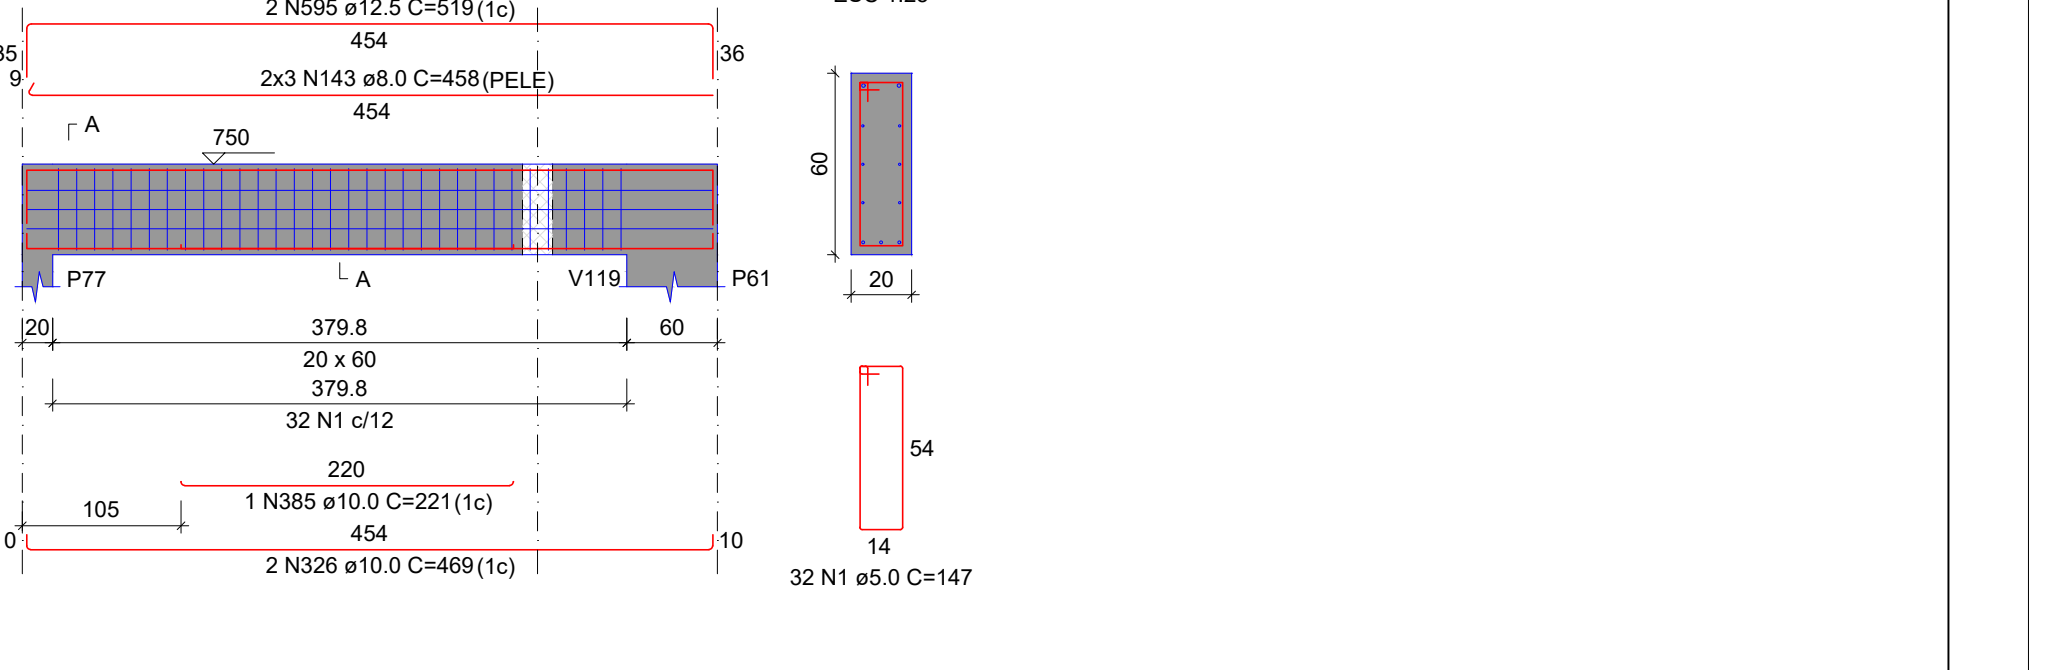 2 N595 ø12.5 C=519 (1c)
454
36
9
2x3 N143 ø8.0 C=458 (PELE)
454
A
750
60
P77
A
V119
P61
20
20
379.8
60
20 x 60
379.8
32 N1 c/12
54
220
1 N385 ø10.0 C=221 (1c)
105
454
10
14
2 N326 ø10.0 C=469 (1c)
32 N1 ø5.0 C=147